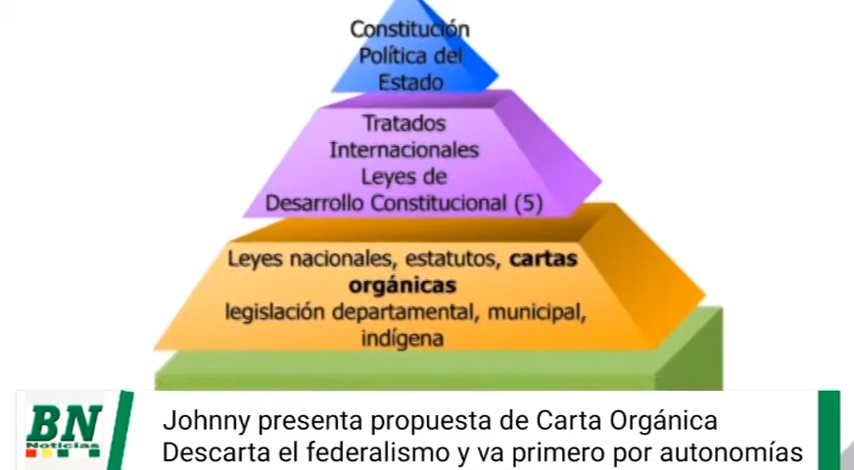 Constitución
Política del
Estado
Tratados
Internacionales
Leyes de
Desarrollo Constitucional (5)
Leyes nacionales, estatutos, cartas
orgánicas
legislación departamental, municipal,
indígena
BN
Noticias
Johnny presenta propuesta de Carta Orgánica
Descarta el federalismo y va primero por autonomías